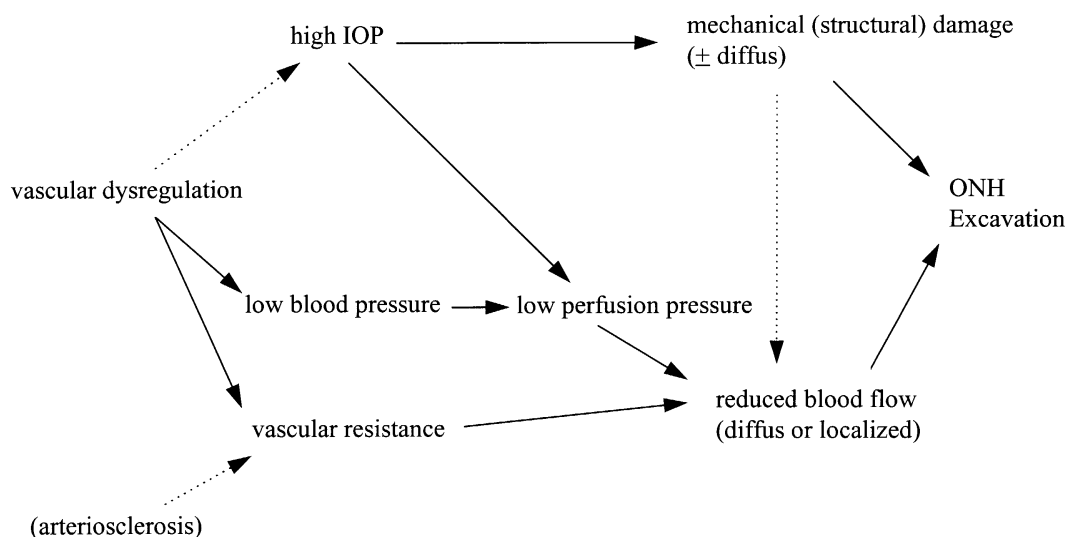 high IOP
mechanical (structural) damage
(± diffus)
vascular dysregulation
ONH
Excavation
low blood pressure
low perfusion pressure
reduced blood flow
(diffus or localized)
vascular resistance
(arteriosclerosis)